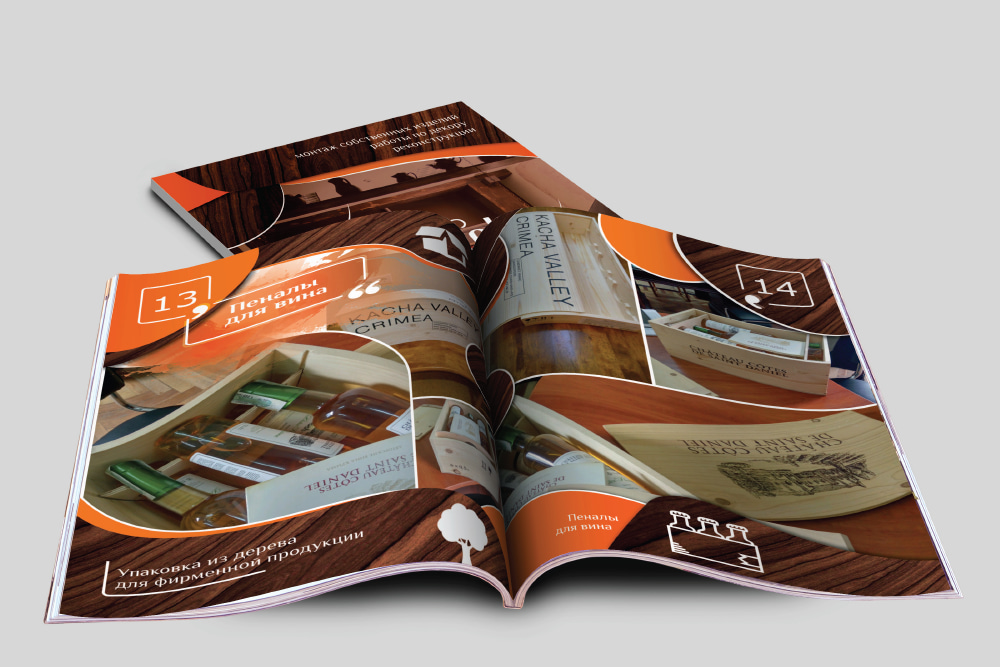 монтаж собственных изделий
работы по декору
реконструкции
13
Пеналы
для вина
KACHA VALLEY
CRIMEA
CHATEAU COTES
SAINT DANIEL
Упаковка из дерева
для фирменной продукции
KACHA VALLEY
CRIMEA
14
CHATEAU COTES
DE SAINT DANIEL
CHATEAU COTES
DE SAINT DANIEL
Пеналы
для вина